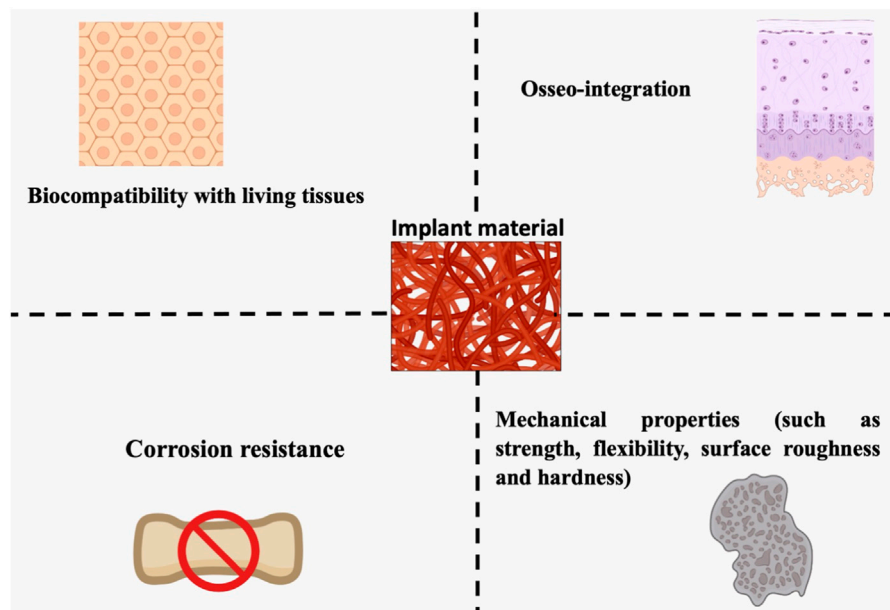 Osseo-integration
Biocompatibility with living tissues
Implant material
Corrosion resistance
Mechanical properties (such as
strength, flexibility, surface roughness
and hardness)